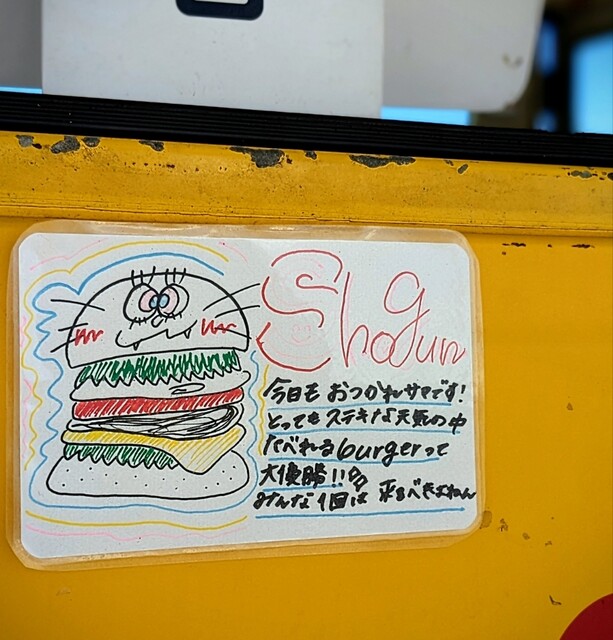 Shogun
今日も おつかれサマです!
とっても ステキな天気の中
たべれるburgerって
大優勝!!
みんな1回は 来るべきよねん